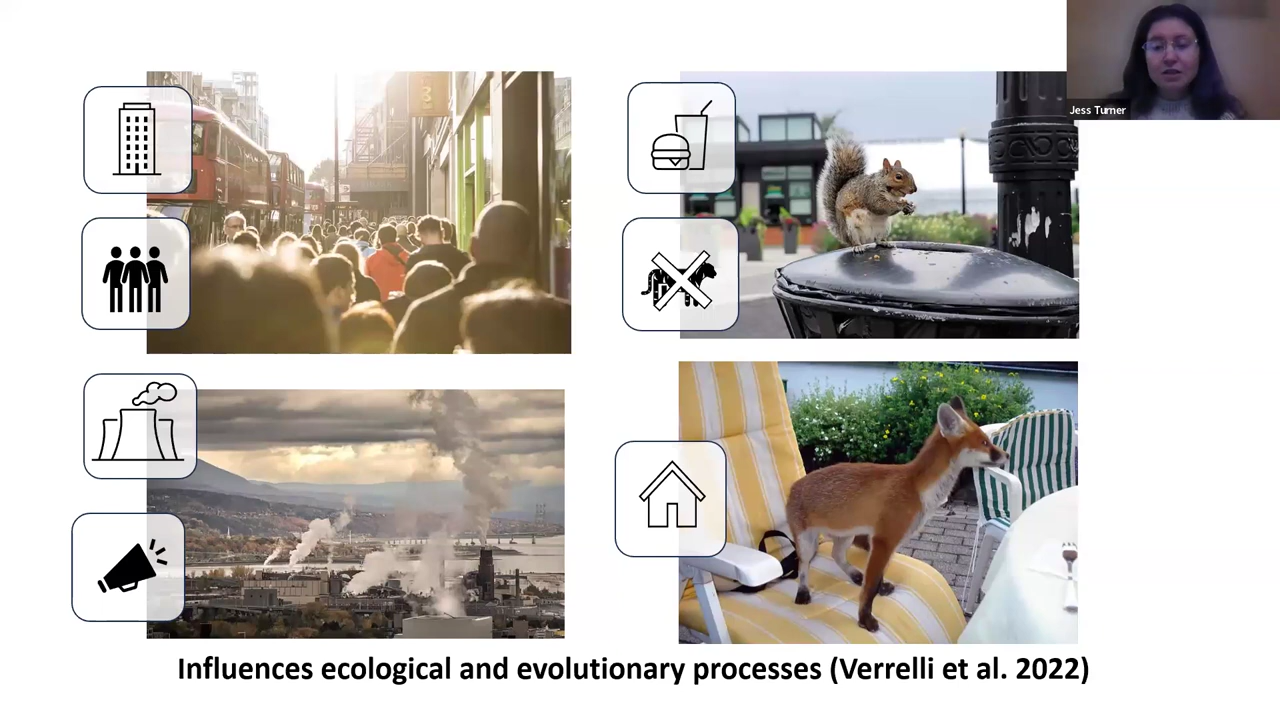 Jess Turner
Influences ecological and evolutionary processes (Verrelli et al. 2022)